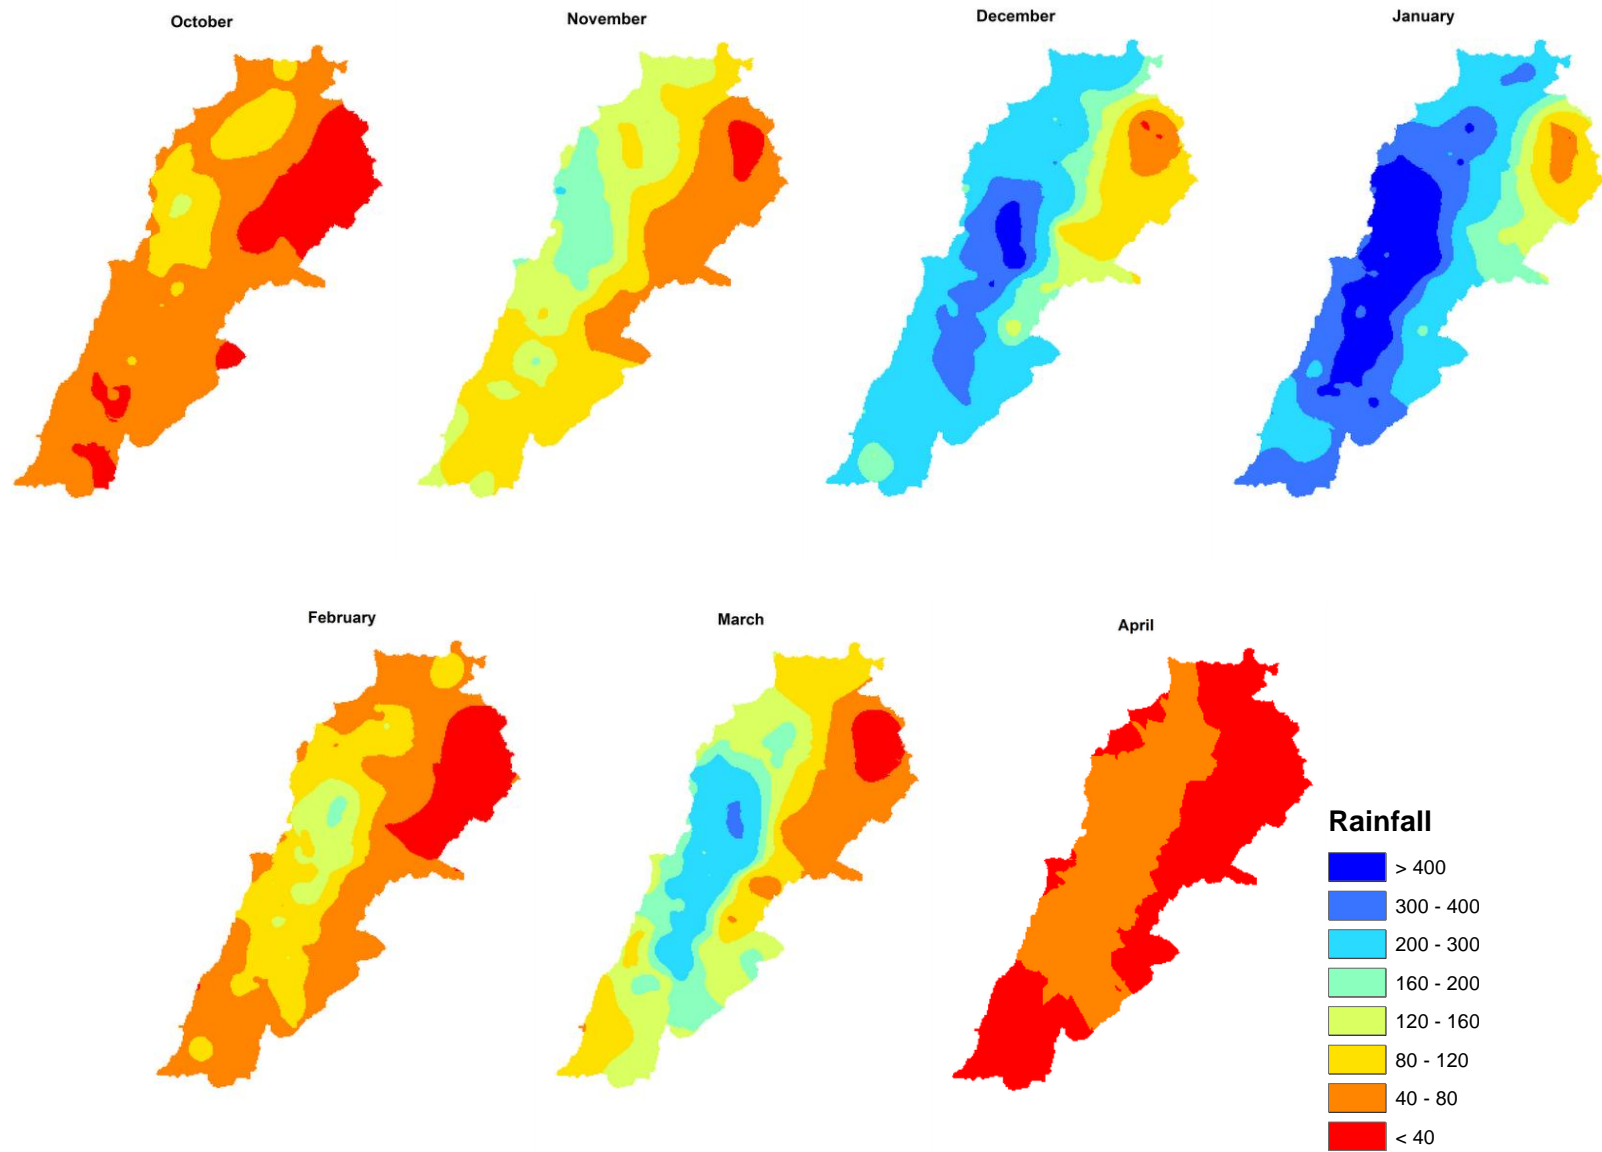 October
November
December
January
February
March
April
Rainfall
> 400
300 - 400
200 - 300
160 - 200
120 - 160
80 - 120
40 - 80
< 40